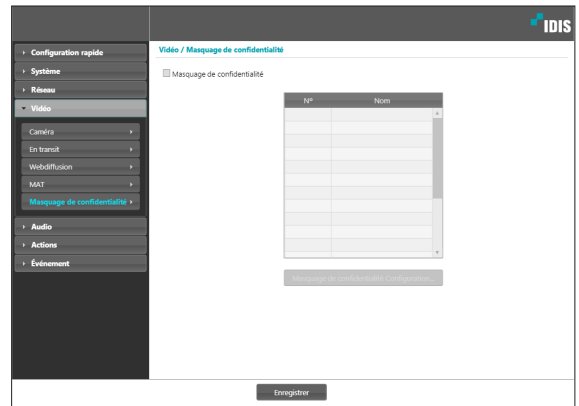 IDIS
Vidéo / Masquage de confidentialité
Configuration rapide
Système
Réseau
Vidéo
Caméra
En transit
Webdiffusion
MAT
Masquage de confidentialité
Audio
Actions
Événement
Masquage de confidentialité
Nº Nom
Masquage de confidentialité Configuration...
Enregistrer